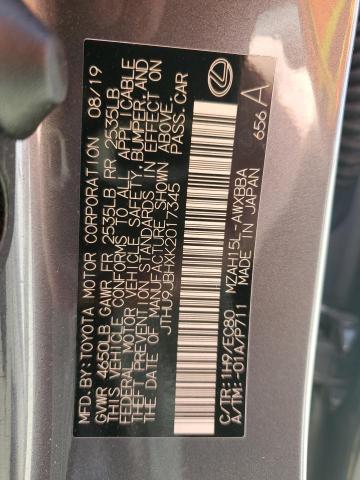 MFD.BY:TOYOTA MOTOR CORPORATION 08/19
GVWR 4650LB GAWR FR 2535LB RR 2535LB
THIS VEHICLE CONFORMS TO ALL APPLICABLE
FEDERAL MOTOR VEHICLE SAFETY, BUMPER, AND
THEFT PREVENTION STANDARDS IN EFFECT ON
THE DATE OF MANUFACTURE SHOWN ABOVE.
JTHU9JBHXK2017345 PASS.CAR
C/TR:1H9/EC80 MZAH15L-AWXBBA
A/TM:-01A/P711 MADE IN JAPAN
656 A